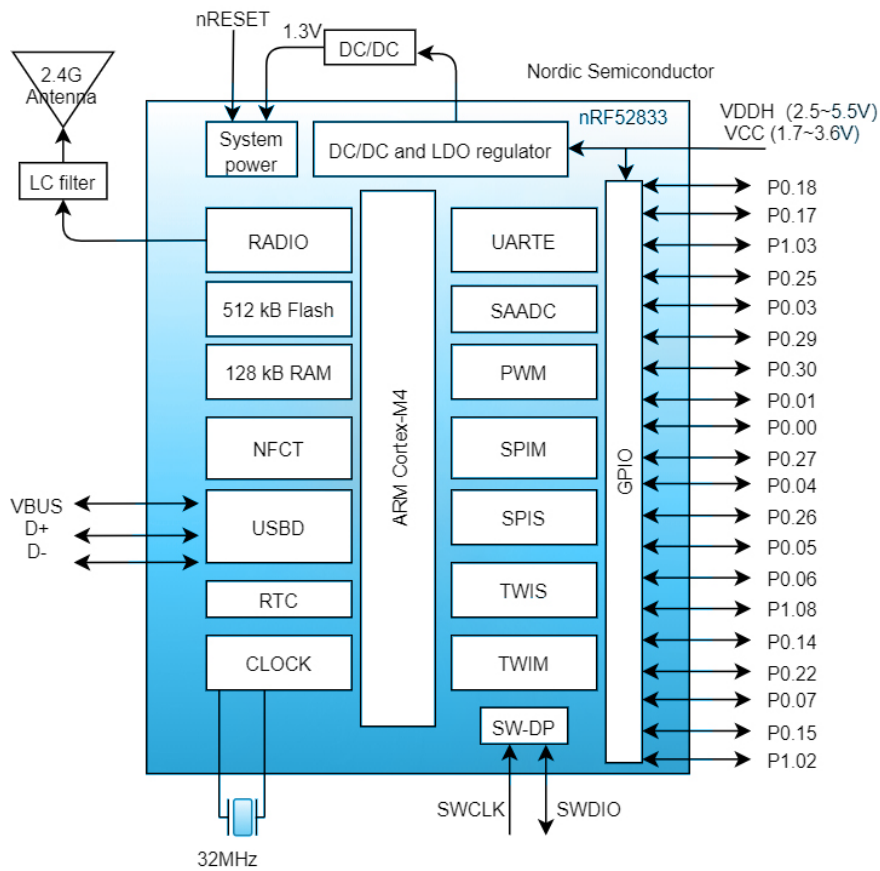 nRESET
1.3V
DC/DC
2.4G
Antenna
Nordic Semiconductor
nRF52833
VDDH (2.5~5.5V)
VCC (1.7~3.6V)
System
power
DC/DC and LDO regulator
LC filter
RADIO
512 kB Flash
128 kB RAM
NFCT
USBD
RTC
CLOCK
VBUS
D+
D-
ARM Cortex-M4
UARTE
SAADC
PWM
SPIM
SPIS
TWIS
TWIM
SW-DP
GPIO
P0.18
P0.17
P1.03
P0.25
P0.03
P0.29
P0.30
P0.01
P0.00
P0.27
P0.04
P0.26
P0.05
P0.06
P1.08
P0.14
P0.22
P0.07
P0.15
P1.02
SWCLK
SWDIO
32MHz